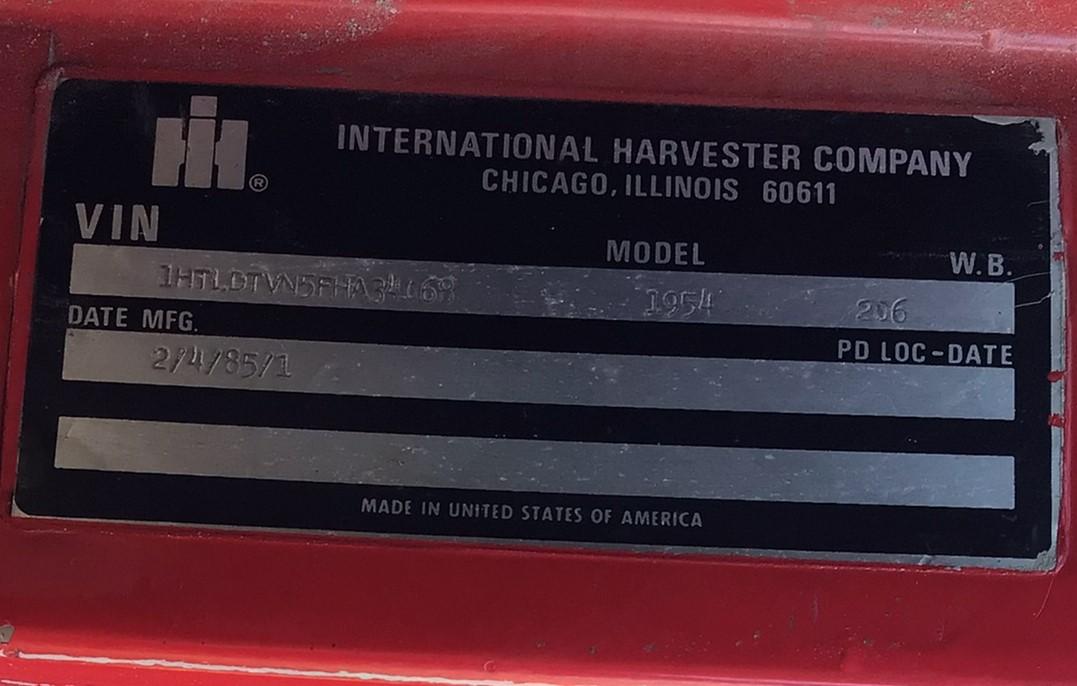 IH®
INTERNATIONAL HARVESTER COMPANY
CHICAGO, ILLINOIS 60611
VIN MODEL W.B.
1954 206
DATE MFG. PD LOC-DATE
2/4/85/1
MADE IN UNITED STATES OF AMERICA